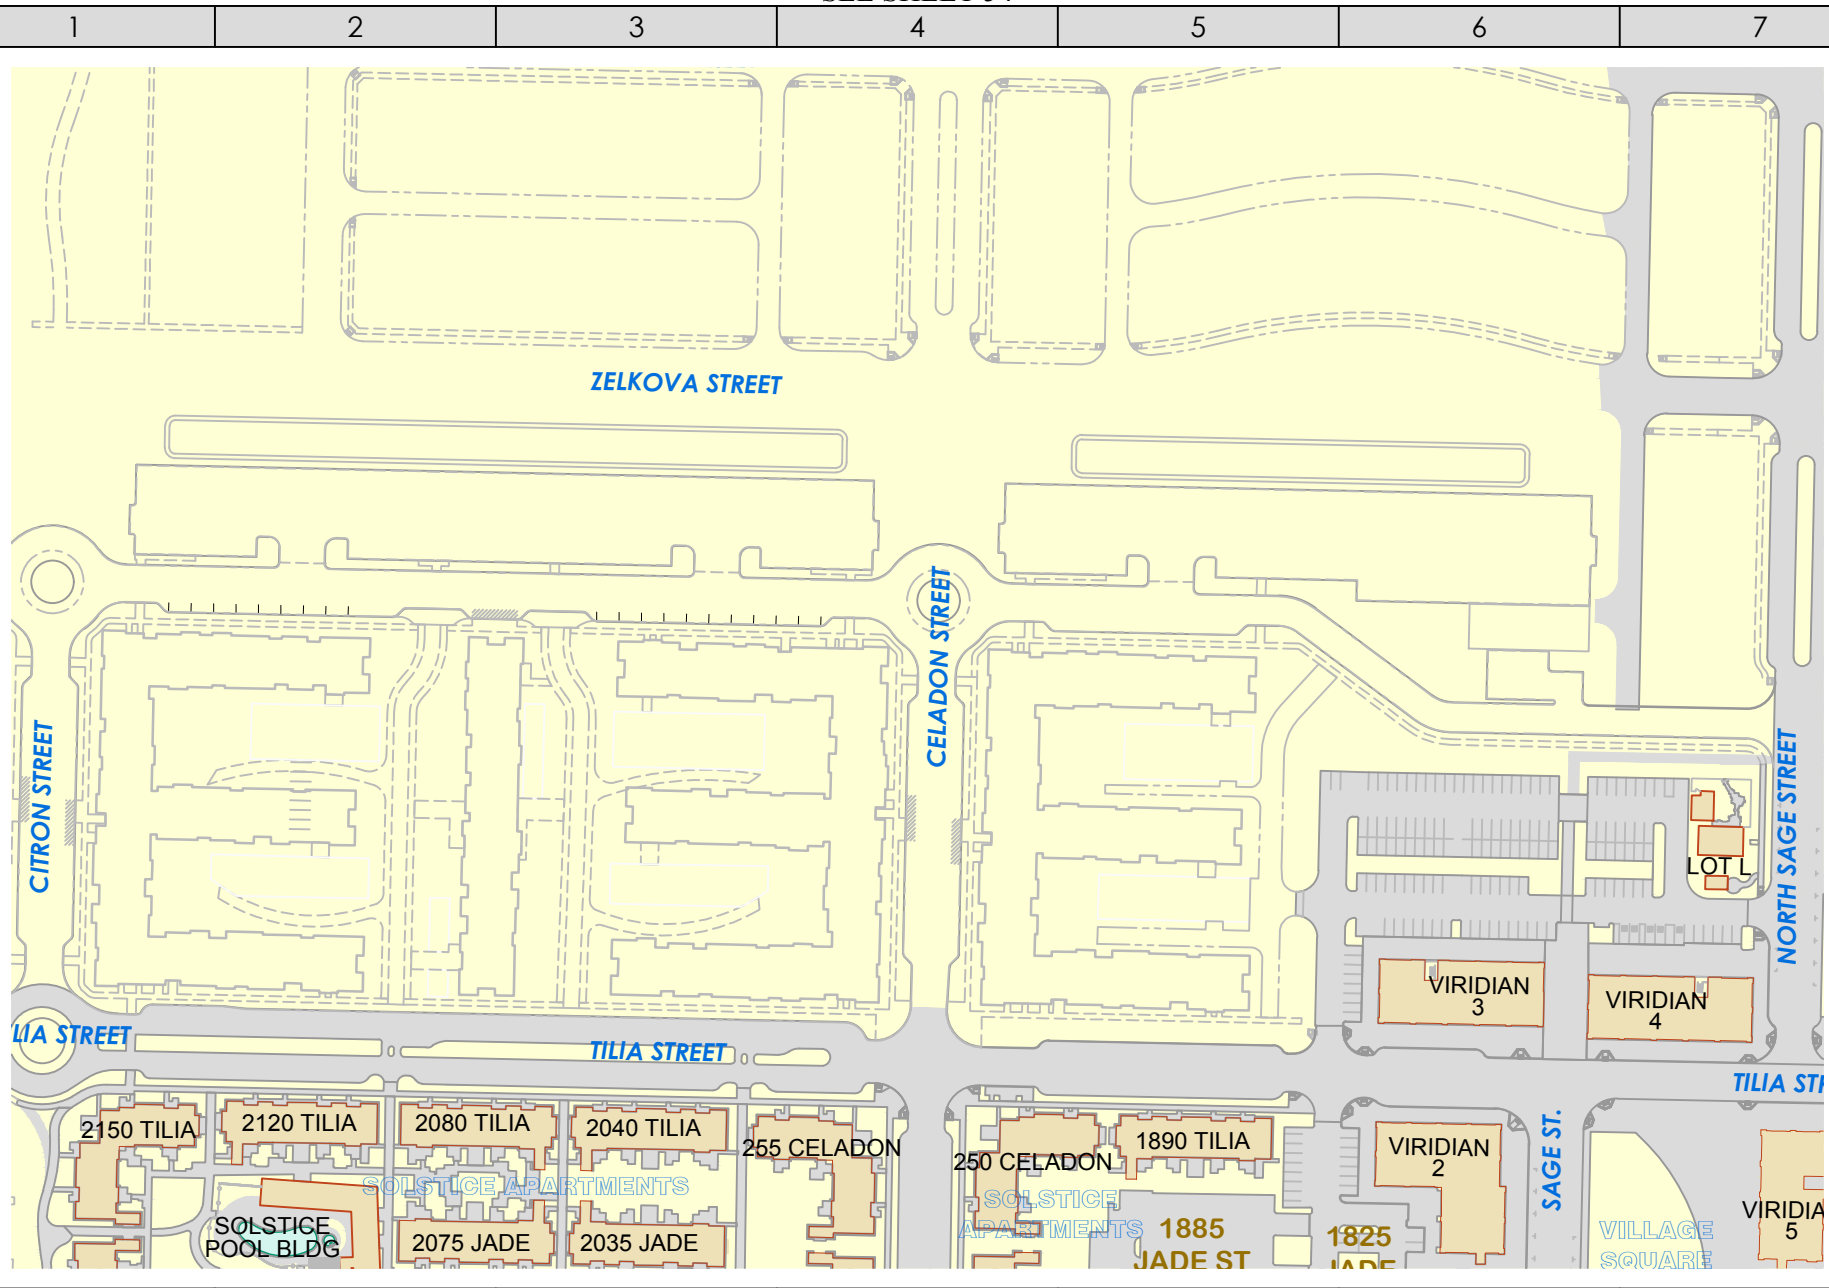 1 2 3 4 5 6 7
ZELKOVA STREET
CELADON STREET
CITRON STREET
NORTH SAGE STREET
LOT L
VIRIDIAN
3
VIRIDIAN
4
LIA STREET
TILIA STREET
TILIA STR
2150 TILIA
2120 TILIA
2080 TILIA
2040 TILIA
255 CELADON
250 CELADON
1890 TILIA
VIRIDIAN
2
SAGE ST.
SOLSTICE APARTMENTS
SOLSTICE
APARTMENTS
SOLSTICE
POOL BLDG
2075 JADE
2035 JADE
1885
JADE ST
1825
JADE
VILLAGE
SQUARE
VIRIDIA
5